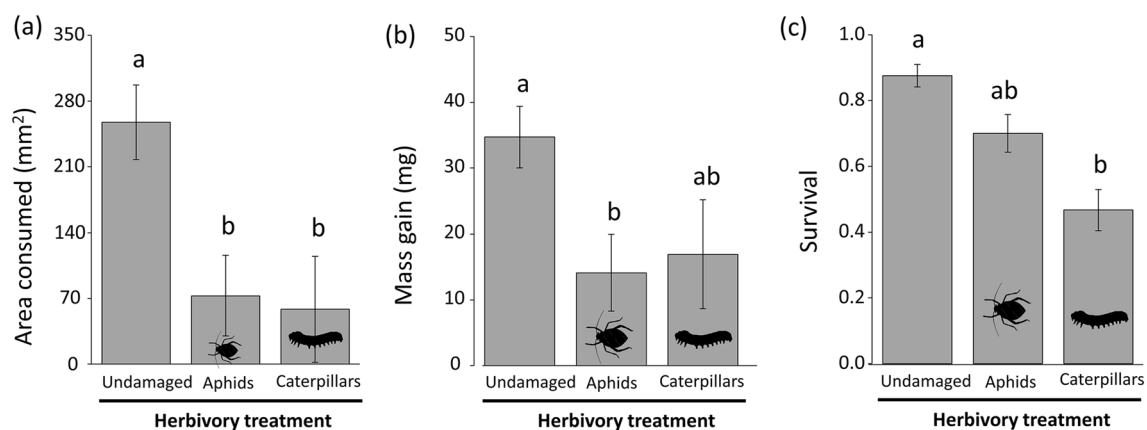 (a)
Area consumed (mm²)
350
280
210
140
70
0
a
b
b
Undamaged Aphids Caterpillars
Herbivory treatment
(b)
Mass gain (mg)
50
40
30
20
10
0
a
b
ab
Undamaged Aphids Caterpillars
Herbivory treatment
(c)
Survival
1.0
0.8
0.6
0.4
0.2
0.0
a
ab
b
Undamaged Aphids Caterpillars
Herbivory treatment